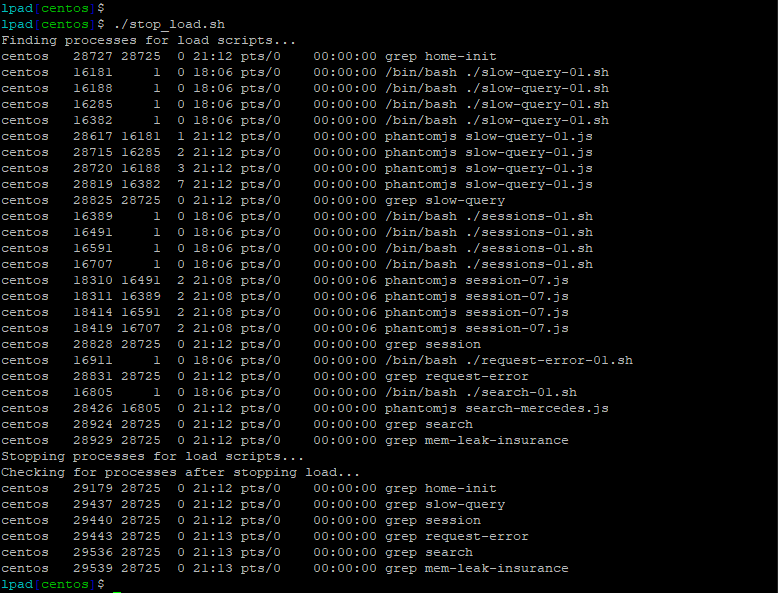 lpad[centos]$
lpad[centos]$ ./stop_load.sh
Finding processes for load scripts...
centos   28727 28725  0 21:12 pts/0    00:00:00 grep home-init
centos   16181     1  0 18:06 pts/0    00:00:00 /bin/bash ./slow-query-01.sh
centos   16188     1  0 18:06 pts/0    00:00:00 /bin/bash ./slow-query-01.sh
centos   16285     1  0 18:06 pts/0    00:00:00 /bin/bash ./slow-query-01.sh
centos   16382     1  0 18:06 pts/0    00:00:00 /bin/bash ./slow-query-01.sh
centos   28617 16181  1 21:12 pts/0    00:00:00 phantomjs slow-query-01.js
centos   28715 16285  2 21:12 pts/0    00:00:00 phantomjs slow-query-01.js
centos   28720 16188  3 21:12 pts/0    00:00:00 phantomjs slow-query-01.js
centos   28819 16382  7 21:12 pts/0    00:00:00 phantomjs slow-query-01.js
centos   28825 28725  0 21:12 pts/0    00:00:00 grep slow-query
centos   16389     1  0 18:06 pts/0    00:00:00 /bin/bash ./sessions-01.sh
centos   16491     1  0 18:06 pts/0    00:00:00 /bin/bash ./sessions-01.sh
centos   16591     1  0 18:06 pts/0    00:00:00 /bin/bash ./sessions-01.sh
centos   16707     1  0 18:06 pts/0    00:00:00 /bin/bash ./sessions-01.sh
centos   18310 16491  2 21:08 pts/0    00:00:06 phantomjs session-07.js
centos   18311 16389  2 21:08 pts/0    00:00:06 phantomjs session-07.js
centos   18414 16591  2 21:08 pts/0    00:00:06 phantomjs session-07.js
centos   18419 16707  2 21:08 pts/0    00:00:06 phantomjs session-07.js
centos   28828 28725  0 21:12 pts/0    00:00:00 grep session
centos   16911     1  0 18:06 pts/0    00:00:00 /bin/bash ./request-error-01.sh
centos   28831 28725  0 21:12 pts/0    00:00:00 grep request-error
centos   16805     1  0 18:06 pts/0    00:00:00 /bin/bash ./search-01.sh
centos   28426 16805  0 21:12 pts/0    00:00:00 phantomjs search-mercedes.js
centos   28924 28725  0 21:12 pts/0    00:00:00 grep search
centos   28929 28725  0 21:12 pts/0    00:00:00 grep mem-leak-insurance
Stopping processes for load scripts...
Checking for processes after stopping load...
centos   29179 28725  0 21:12 pts/0    00:00:00 grep home-init
centos   29437 28725  0 21:12 pts/0    00:00:00 grep slow-query
centos   29440 28725  0 21:12 pts/0    00:00:00 grep session
centos   29443 28725  0 21:13 pts/0    00:00:00 grep request-error
centos   29536 28725  0 21:13 pts/0    00:00:00 grep search
centos   29539 28725  0 21:13 pts/0    00:00:00 grep mem-leak-insurance
lpad[centos]$